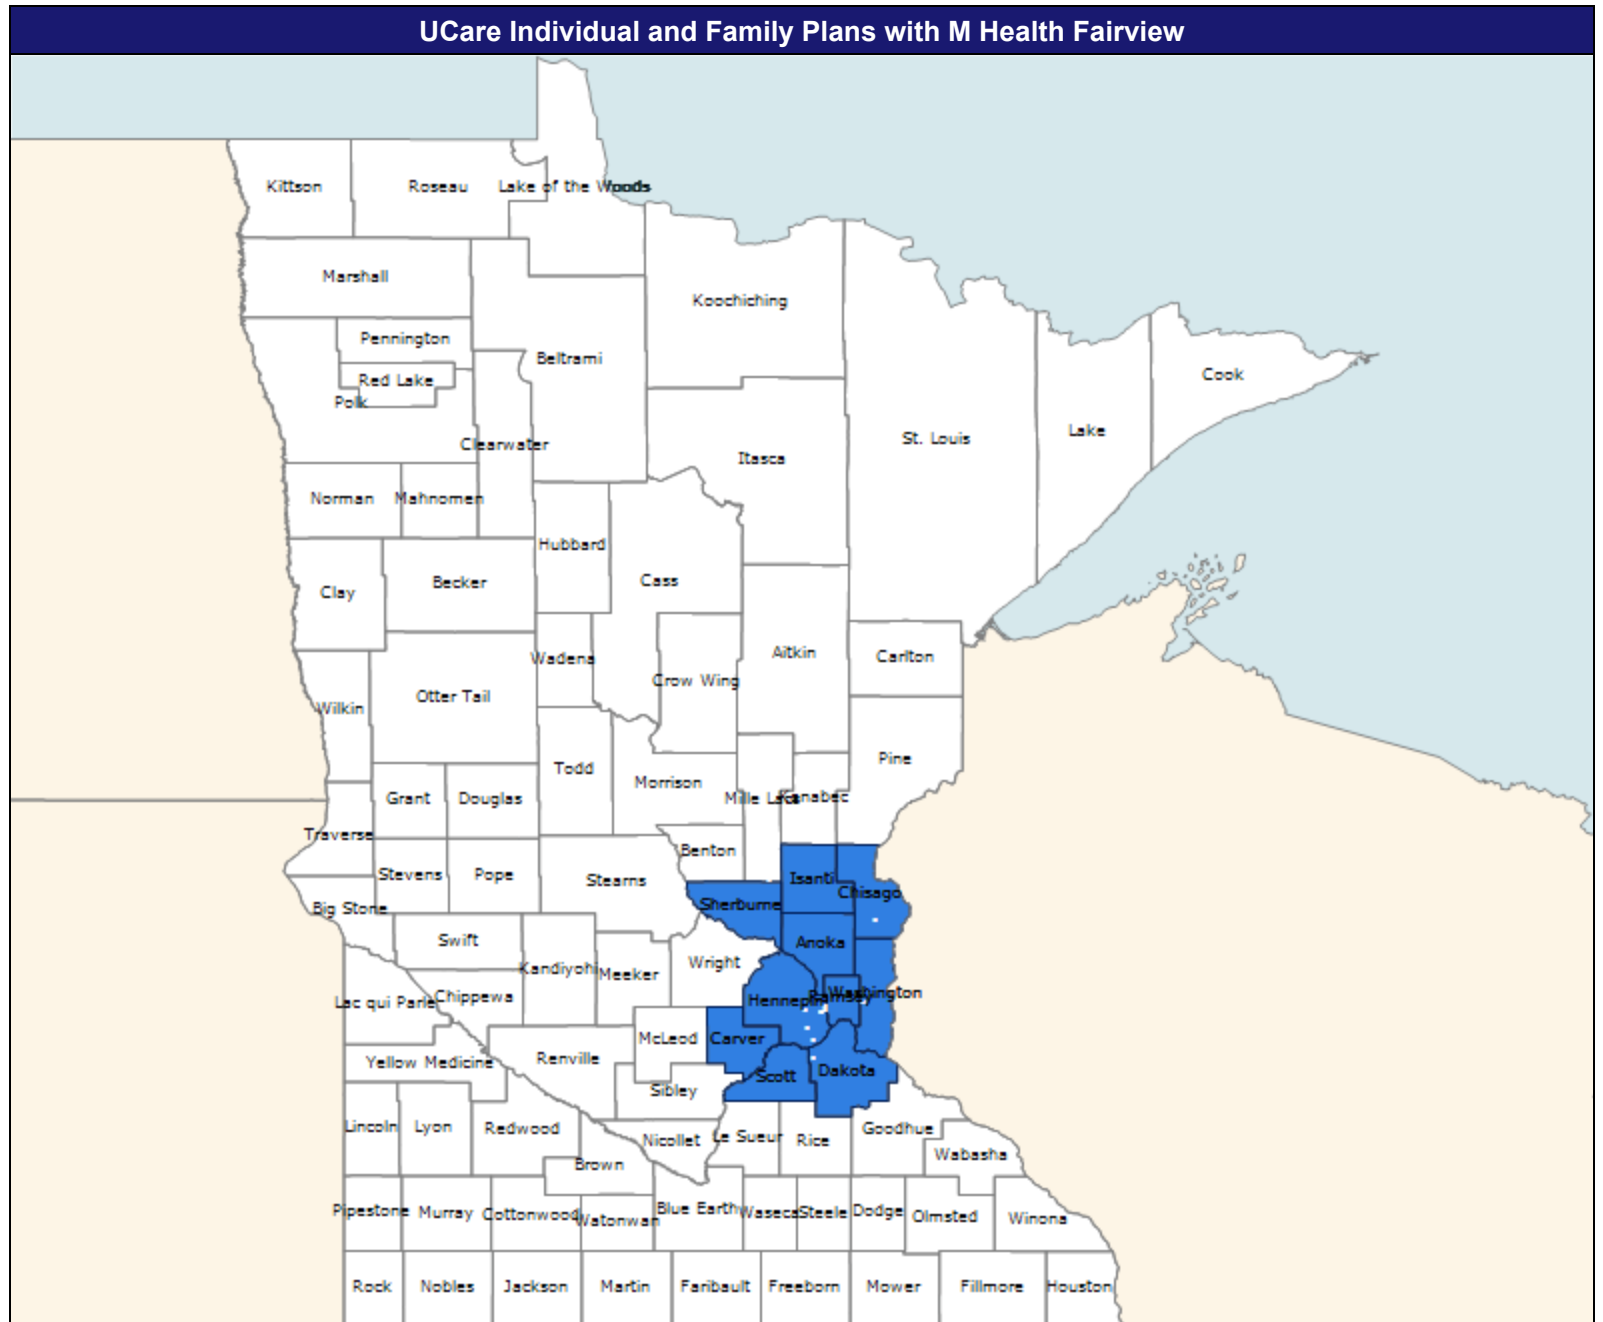 UCare Individual and Family Plans with M Health Fairview
Kittson
Roseau
Lake of the Woods
Marshall
Koochiching
Pennington
Beltrami
Red Lake
Cook
Polk
Lake
St. Louis
Clearwater
Itasca
Norman
Mahnomen
Hubbard
Cass
Becker
Clay
Aitkin
Carlton
Wadena
Crow Wing
Otter Tail
Wilkin
Pine
Todd
Morrison
Grant
Douglas
Mille Lacs
Kanabec
Traverse
Benton
Stevens
Pope
Stearns
Isanti
Chisago
Sherburne
Big Stone
Swift
Anoka
Wright
Kandiyohi
Meeker
Washington
Ramsey
Hennepin
Lac qui Parle
Chippewa
McLeod
Carver
Renville
Yellow Medicine
Dakota
Scott
Sibley
Lincoln
Lyon
Redwood
Goodhue
Nicollet
Le Sueur
Rice
Wabasha
Brown
Pipestone
Murray
Cottonwood
Watonwan
Blue Earth
Waseca
Steele
Dodge
Olmsted
Winona
Rock
Nobles
Jackson
Martin
Faribault
Freeborn
Mower
Fillmore
Houston